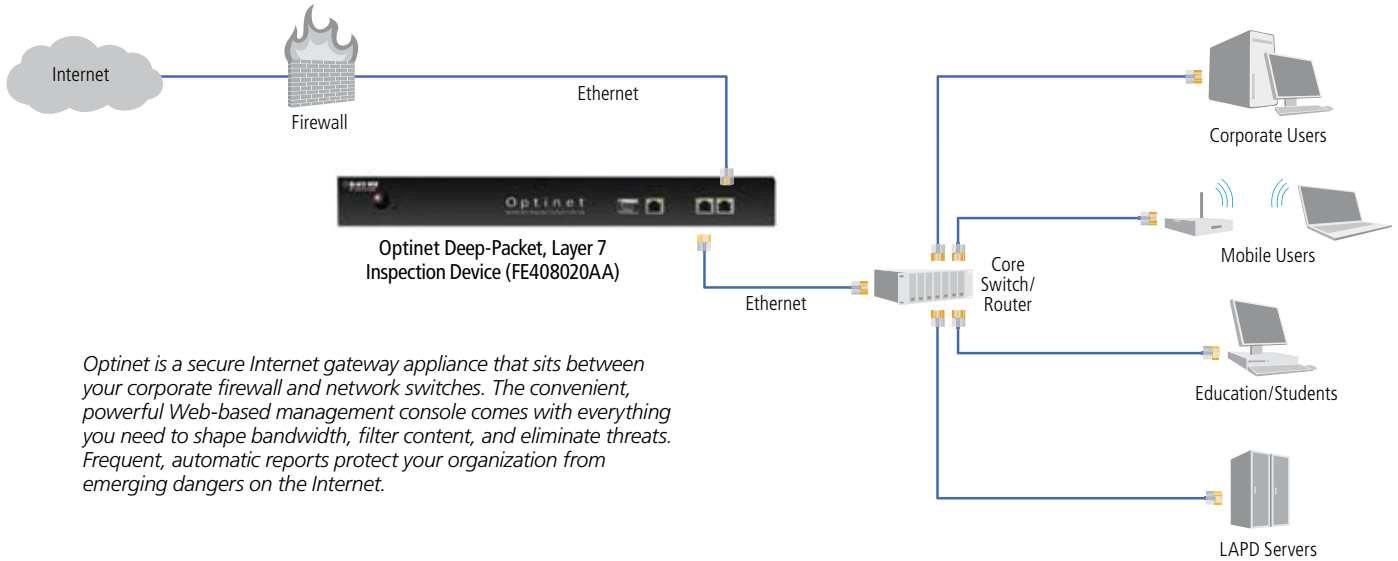 Internet
Firewall
Ethernet
Optinet
Optinet Deep-Packet, Layer 7
Inspection Device (FE408020AA)
Ethernet
Core
Switch/
Router
Corporate Users
Mobile Users
Education/Students
LAPD Servers
Optinet is a secure Internet gateway appliance that sits between
your corporate firewall and network switches. The convenient,
powerful Web-based management console comes with everything
you need to shape bandwidth, filter content, and eliminate threats.
Frequent, automatic reports protect your organization from
emerging dangers on the Internet.